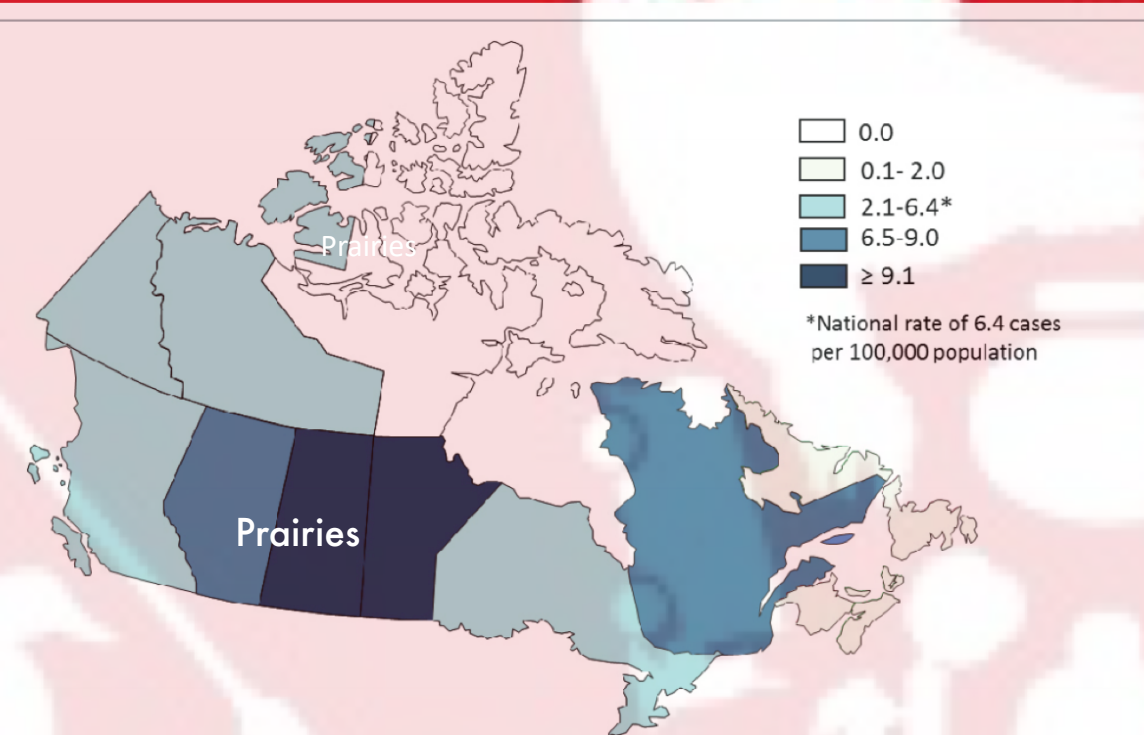 0.0
0.1- 2.0
2.1-6.4*
6.5-9.0
≥ 9.1
*National rate of 6.4 cases
per 100,000 population
Prairies
Prairies